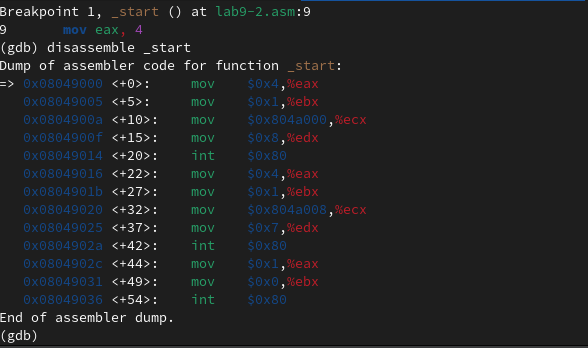 Breakpoint 1, _start () at lab9-2.asm:9
9       mov eax, 4
(gdb) disassemble _start
Dump of assembler code for function _start:
=> 0x08049000 <+0>:     mov    $0x4,%eax
   0x08049005 <+5>:     mov    $0x1,%ebx
   0x0804900a <+10>:    mov    $0x804a000,%ecx
   0x0804900f <+15>:    mov    $0x8,%edx
   0x08049014 <+20>:    int    $0x80
   0x08049016 <+22>:    mov    $0x4,%eax
   0x0804901b <+27>:    mov    $0x1,%ebx
   0x08049020 <+32>:    mov    $0x804a008,%ecx
   0x08049025 <+37>:    mov    $0x7,%edx
   0x0804902a <+42>:    int    $0x80
   0x0804902c <+44>:    mov    $0x1,%eax
   0x08049031 <+49>:    mov    $0x0,%ebx
   0x08049036 <+54>:    int    $0x80
End of assembler dump.
(gdb)